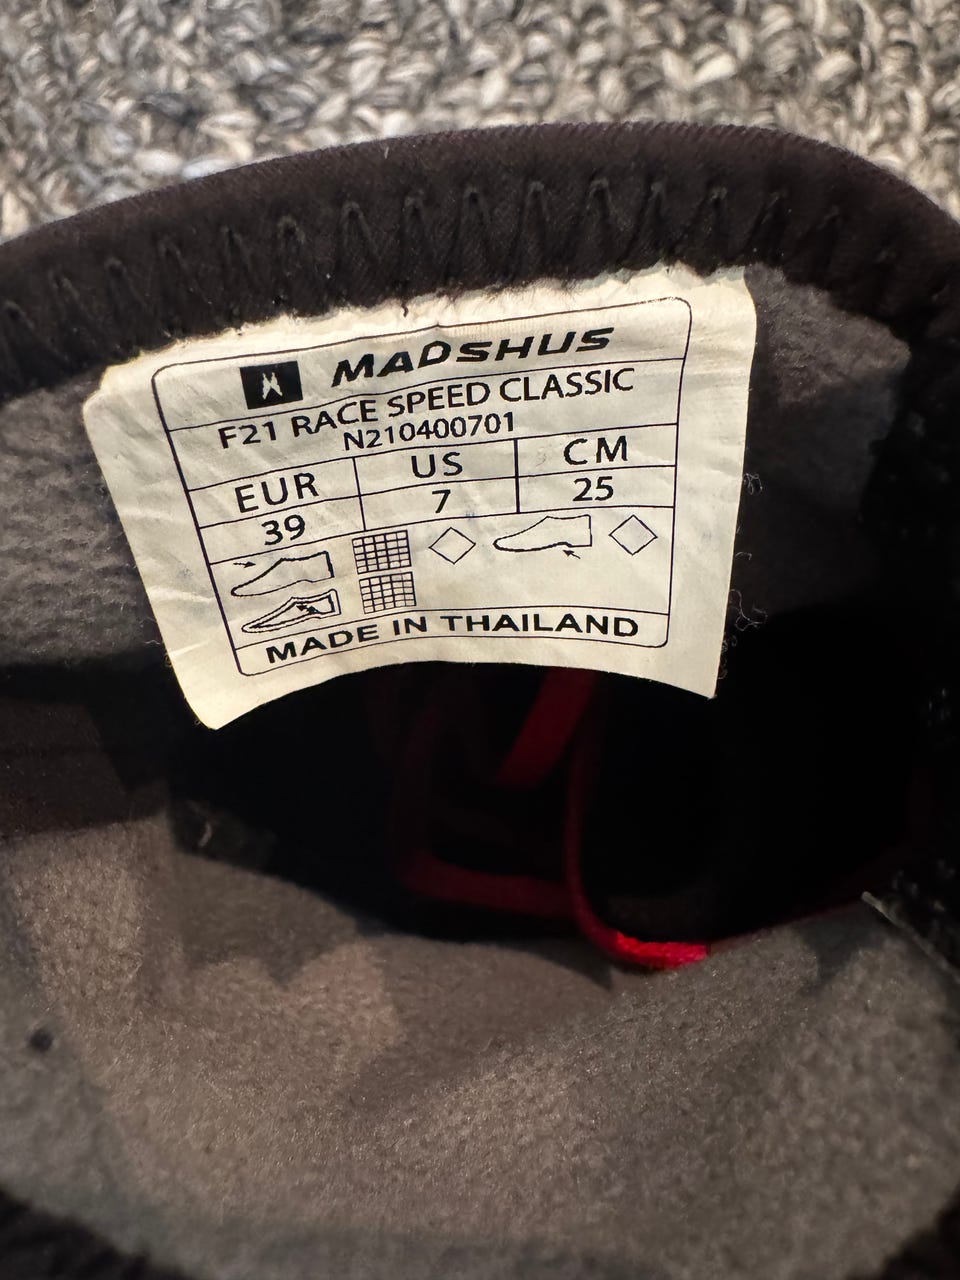 MADSHUS
F21 RACE SPEED CLASSIC
N210400701
EUR US CM
39 7 25
MADE IN THAILAND